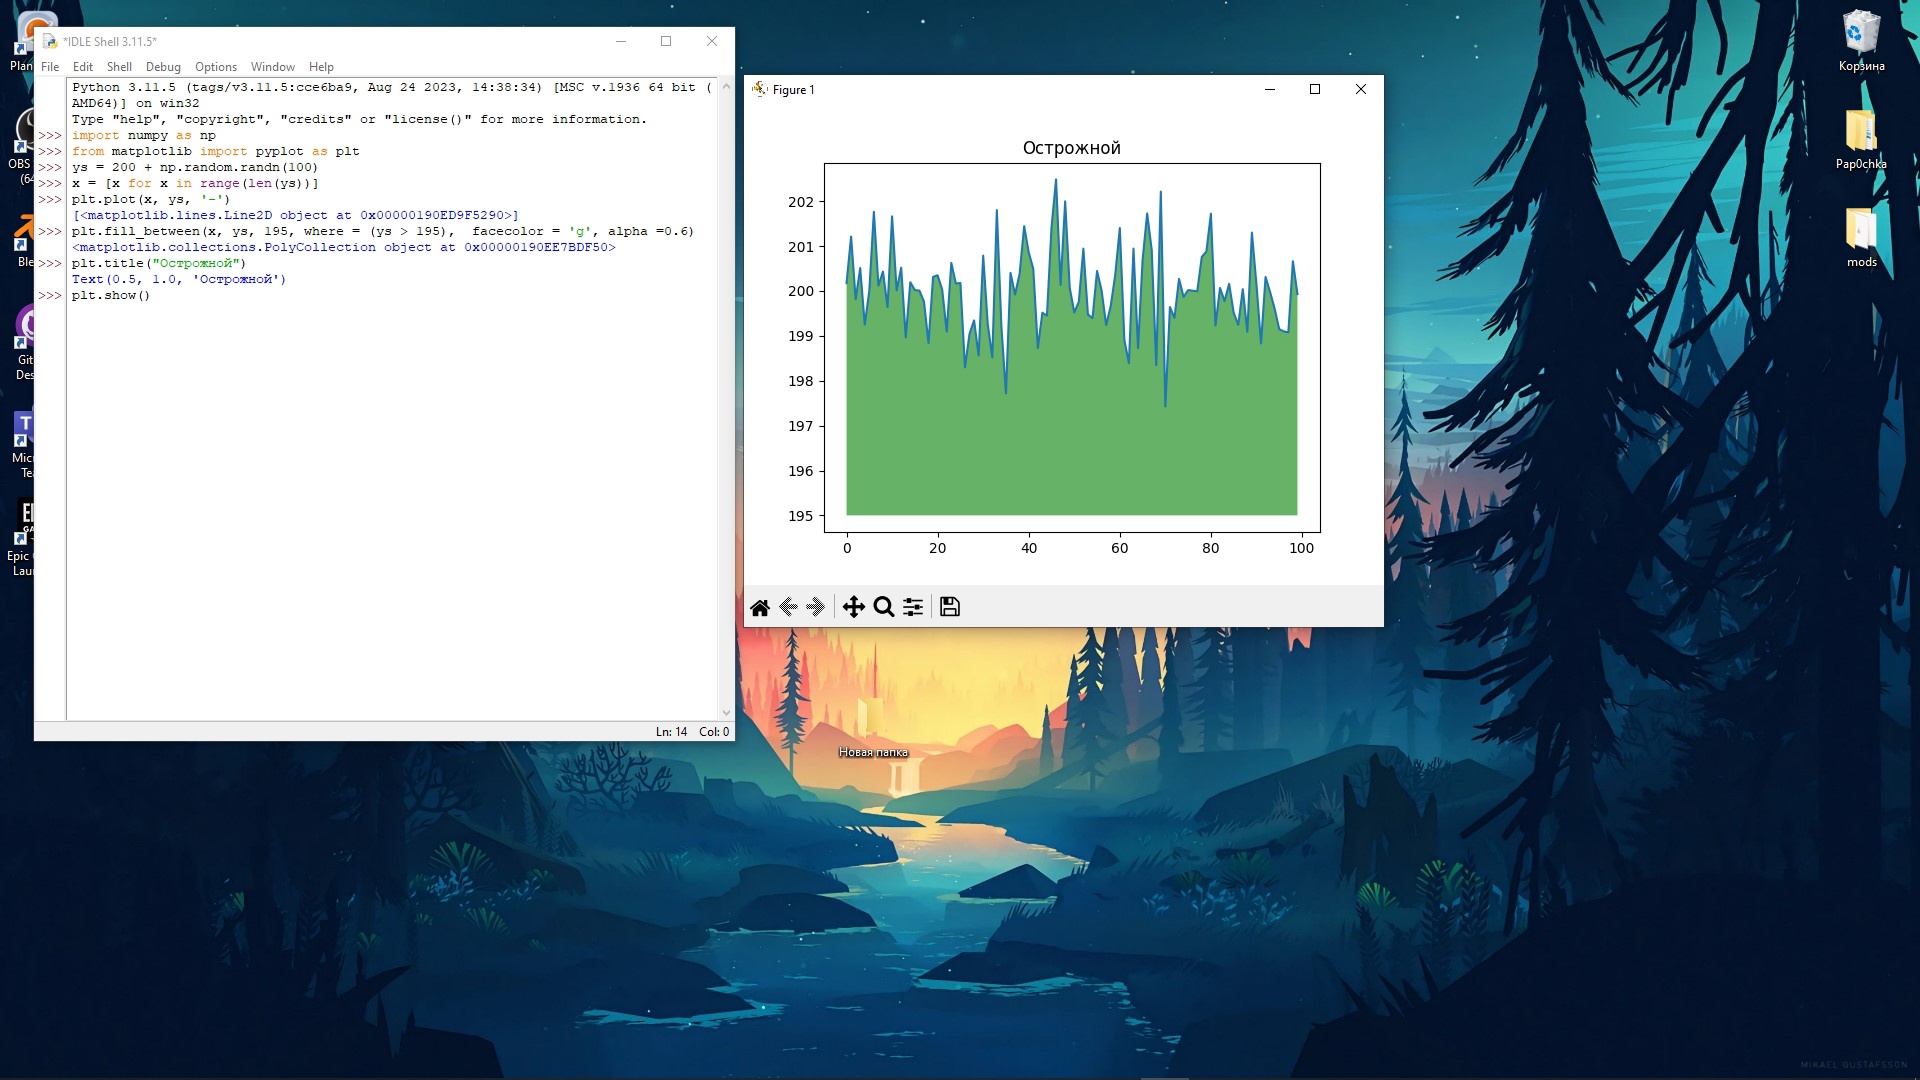 *IDLE Shell 3.11.5*
File Edit Shell Debug Options Window Help
Python 3.11.5 (tags/v3.11.5:cce6ba9, Aug 24 2023, 14:38:34) [MSC v.1936 64 bit (
AMD64)] on win32
Type "help", "copyright", "credits" or "license()" for more information.
>>> import numpy as np
>>> from matplotlib import pyplot as plt
>>> ys = 200 + np.random.randn(100)
>>> x = [x for x in range(len(ys))]
>>> plt.plot(x, ys, '-')
[<matplotlib.lines.Line2D object at 0x00000190ED9F5290>]
>>> plt.fill_between(x, ys, 195, where = (ys > 195),  facecolor = 'g', alpha =0.6)
<matplotlib.collections.PolyCollection object at 0x00000190EE7BDF50>
>>> plt.title("Острожной")
Text(0.5, 1.0, 'Острожной')
>>> plt.show()
Ln: 14 Col: 0
Figure 1
Острожной
202
201
200
199
198
197
196
195
0 20 40 60 80 100
Plan
OBS
(64
Ble
Git
Des
Mic
Tea
Epic
Lau
Новая папка
Корзина
Pap0chka
mods
MIKAEL GUSTAFSSON